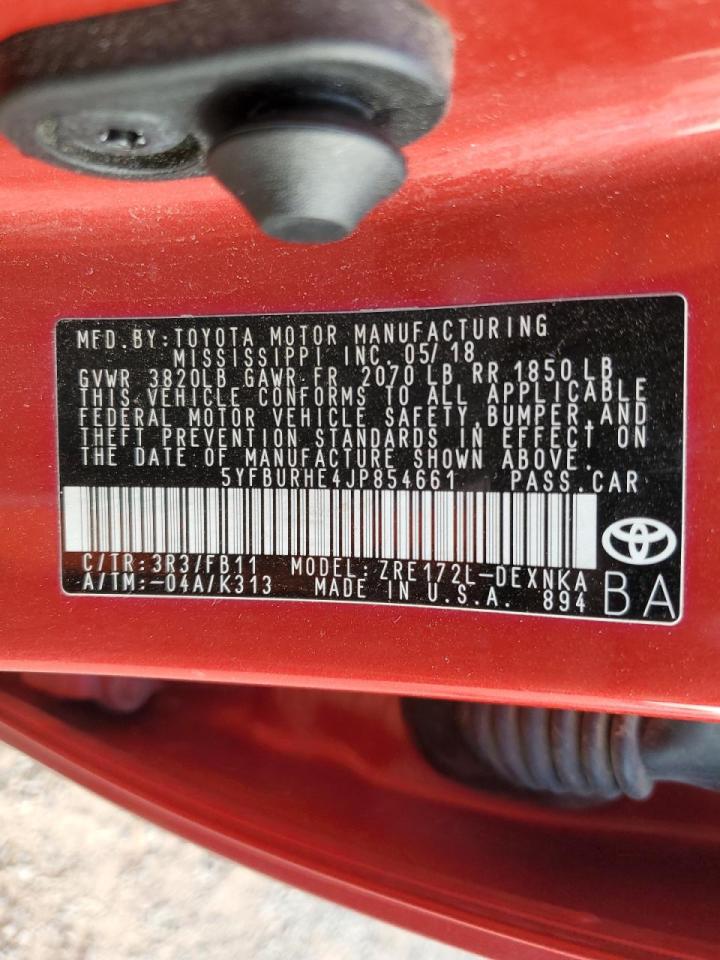 MFD.BY:TOYOTA MOTOR MANUFACTURING
MISSISSIPPI INC. 05/18
GVWR 3820LB GAWR FR 2070 LB RR 1850 LB
THIS VEHICLE CONFORMS TO ALL APPLICABLE
FEDERAL MOTOR VEHICLE SAFETY,BUMPER,AND
THEFT PREVENTION STANDARDS IN EFFECT ON
THE DATE OF MANUFACTURE SHOWN ABOVE.
5YFBURHE4JP854661 PASS.CAR
C/TR:3R3/FB11 MODEL:ZRE172L-DEXNKA
A/TM:-04A/K313 MADE IN U.S.A. 894
BA